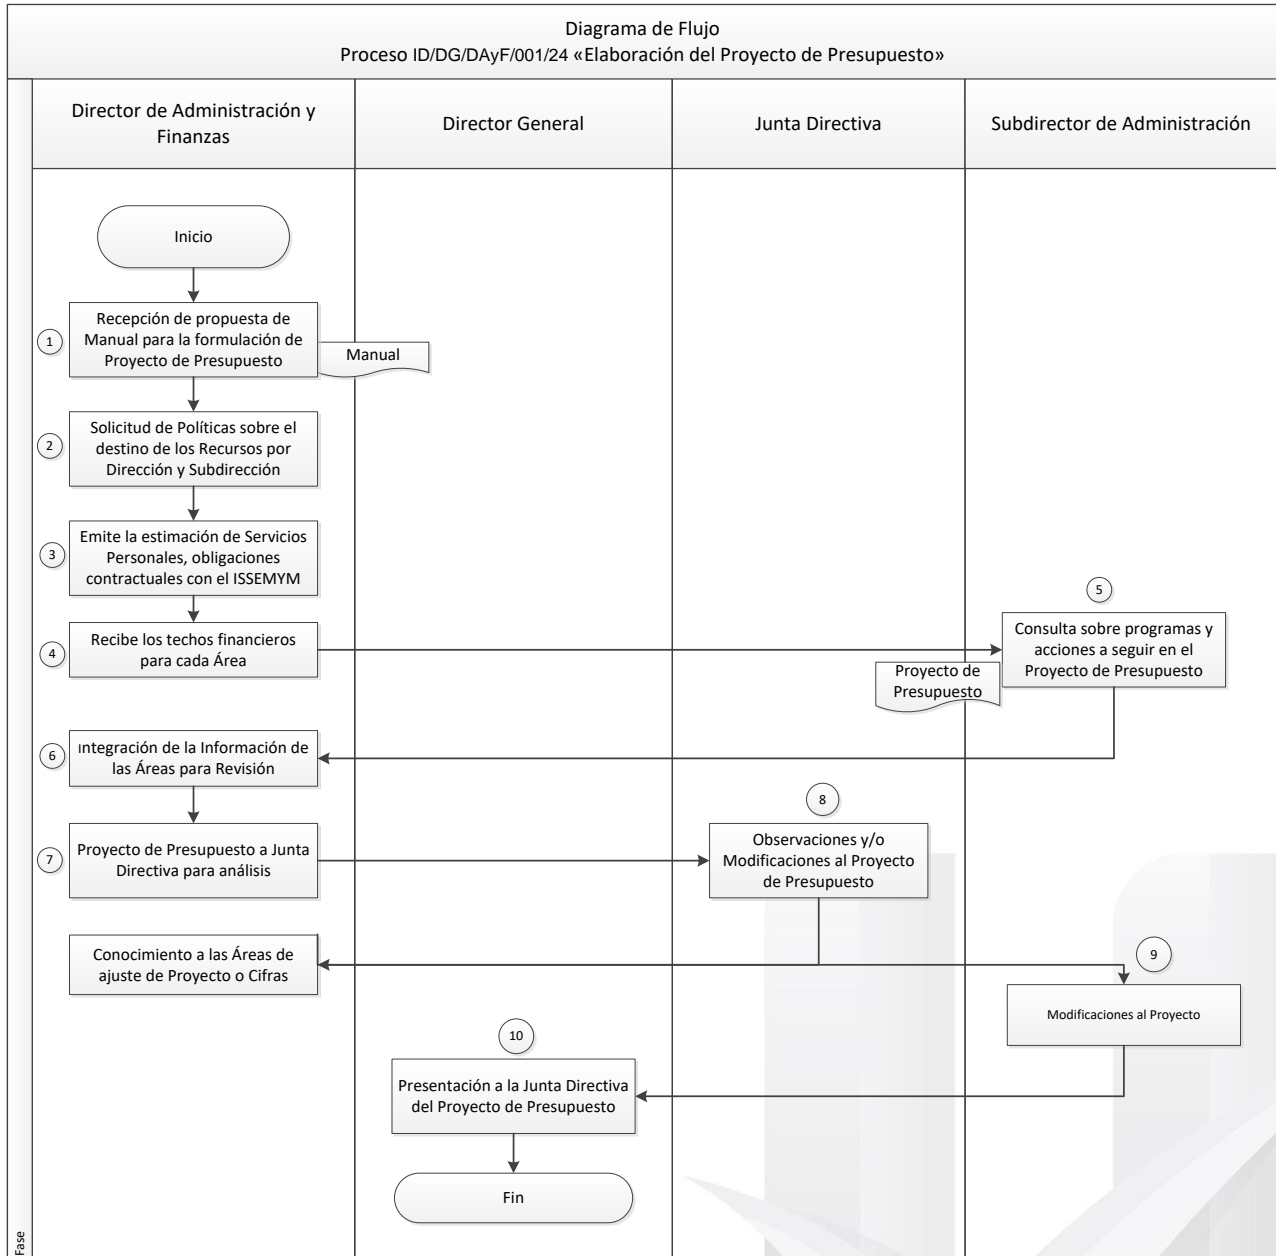 Diagrama de Flujo
Proceso ID/DG/DAyF/001/24 «Elaboración del Proyecto de Presupuesto»
Director de Administración y
Finanzas
Director General
Junta Directiva
Subdirector de Administración
Inicio
1
Recepción de propuesta de
Manual para la formulación de
Proyecto de Presupuesto
Manual
2
Solicitud de Políticas sobre el
destino de los Recursos por
Dirección y Subdirección
3
Emite la estimación de Servicios
Personales, obligaciones
contractuales con el ISSEMYM
4
Recibe los techos financieros
para cada Área
5
Consulta sobre programas y
acciones a seguir en el
Proyecto de Presupuesto
Proyecto de
Presupuesto
6
Integración de la Información de
las Áreas para Revisión
7
Proyecto de Presupuesto a Junta
Directiva para análisis
8
Observaciones y/o
Modificaciones al Proyecto
de Presupuesto
Conocimiento a las Áreas de
ajuste de Proyecto o Cifras
9
Modificaciones al Proyecto
10
Presentación a la Junta Directiva
del Proyecto de Presupuesto
Fin
Fase